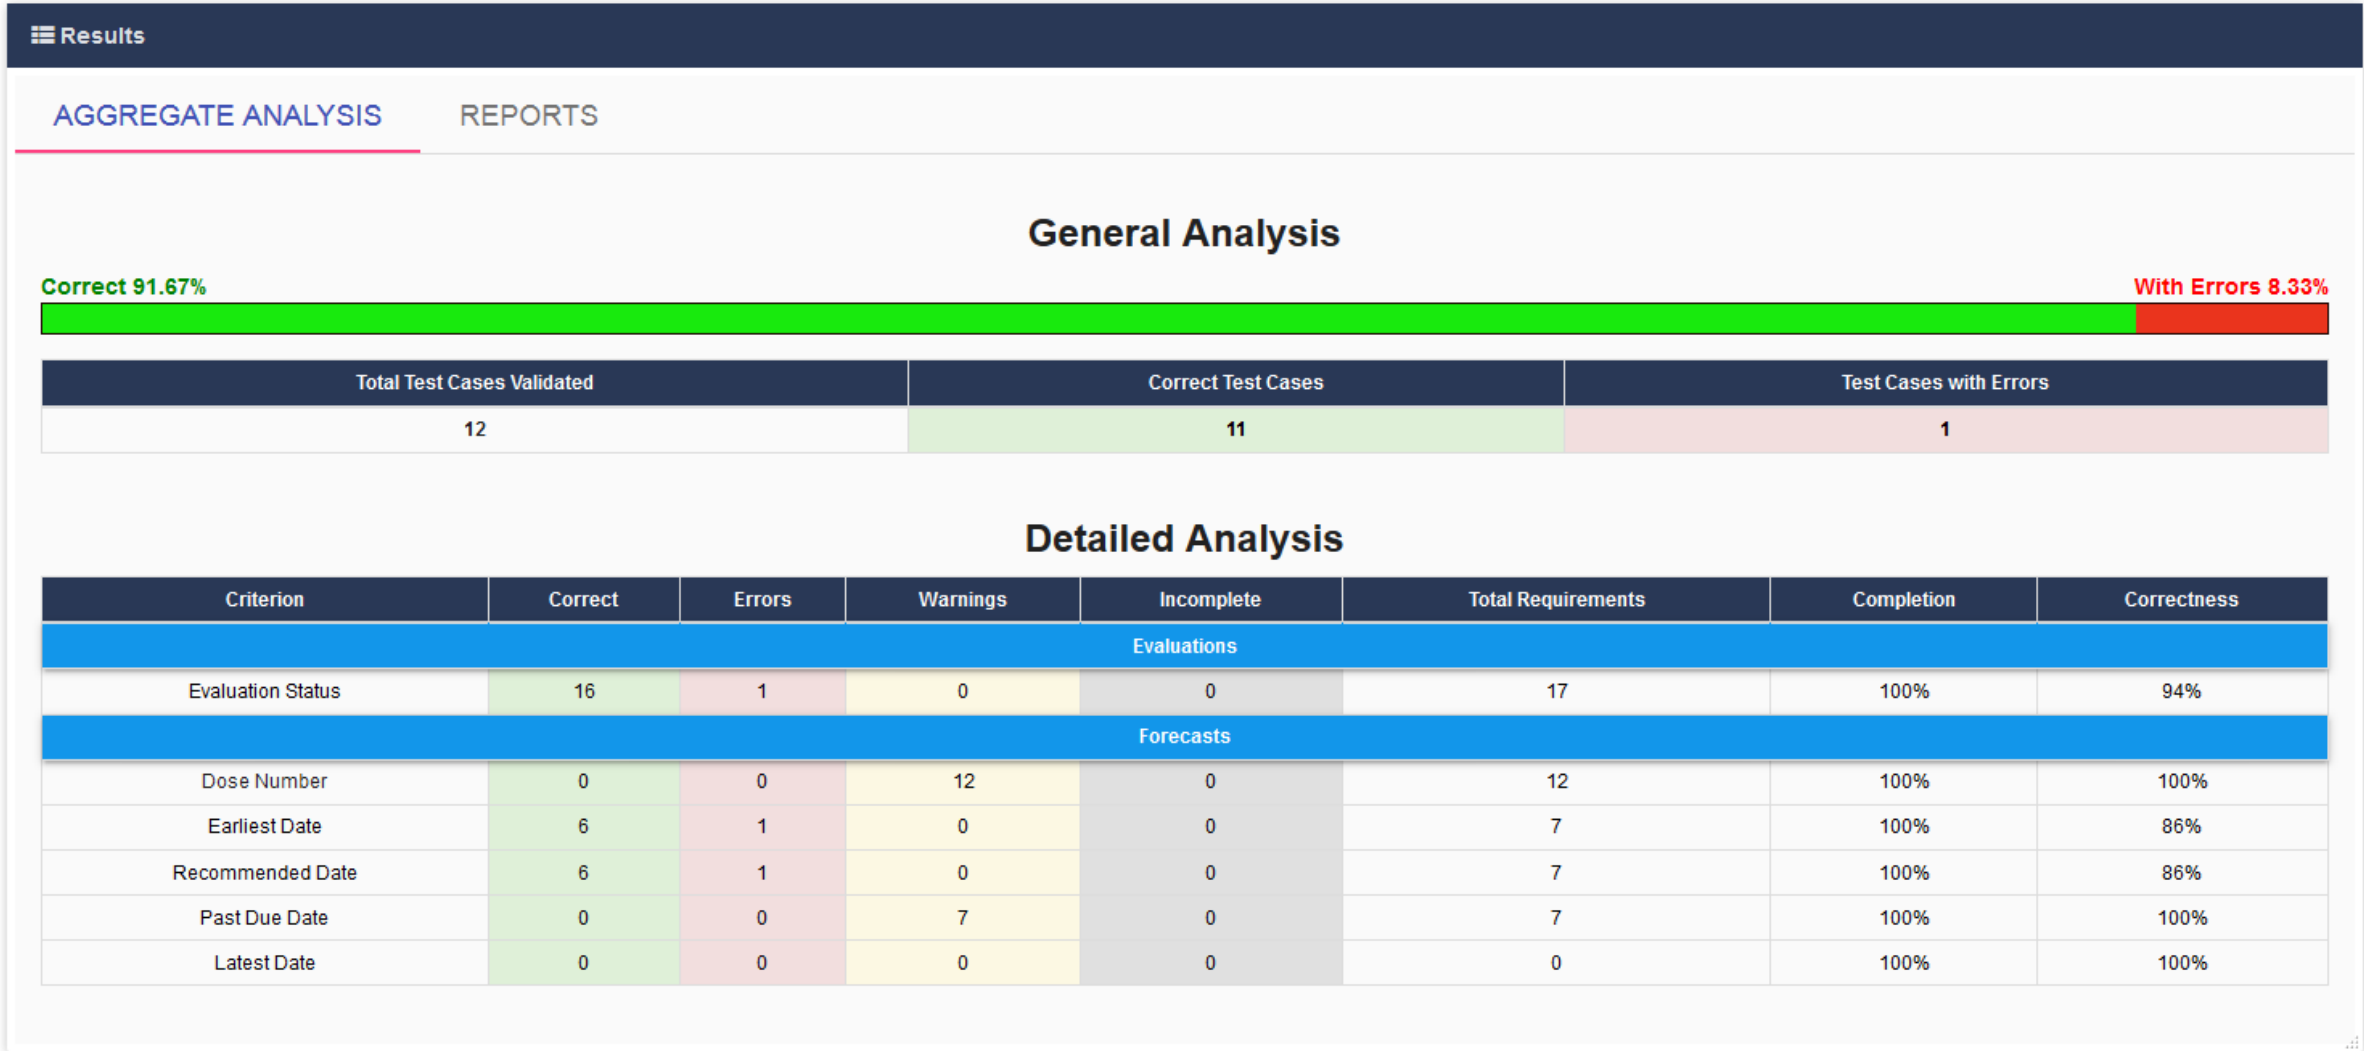 Results
AGGREGATE ANALYSIS REPORTS
General Analysis
Correct 91.67% With Errors 8.33%
Total Test Cases Validated Correct Test Cases Test Cases with Errors
12 11 1
Detailed Analysis
Criterion Correct Errors Warnings Incomplete Total Requirements Completion Correctness
Evaluations
Evaluation Status 16 1 0 0 17 100% 94%
Forecasts
Dose Number 0 0 12 0 12 100% 100%
Earliest Date 6 1 0 0 7 100% 86%
Recommended Date 6 1 0 0 7 100% 86%
Past Due Date 0 0 7 0 7 100% 100%
Latest Date 0 0 0 0 0 100% 100%